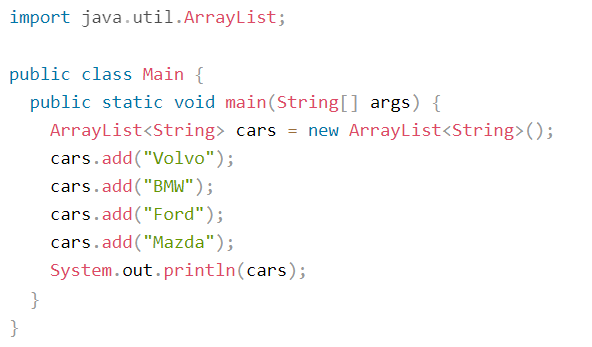 import java.util.ArrayList;

public class Main {
  public static void main(String[] args) {
    ArrayList<String> cars = new ArrayList<String>();
    cars.add("Volvo");
    cars.add("BMW");
    cars.add("Ford");
    cars.add("Mazda");
    System.out.println(cars);
  }
}